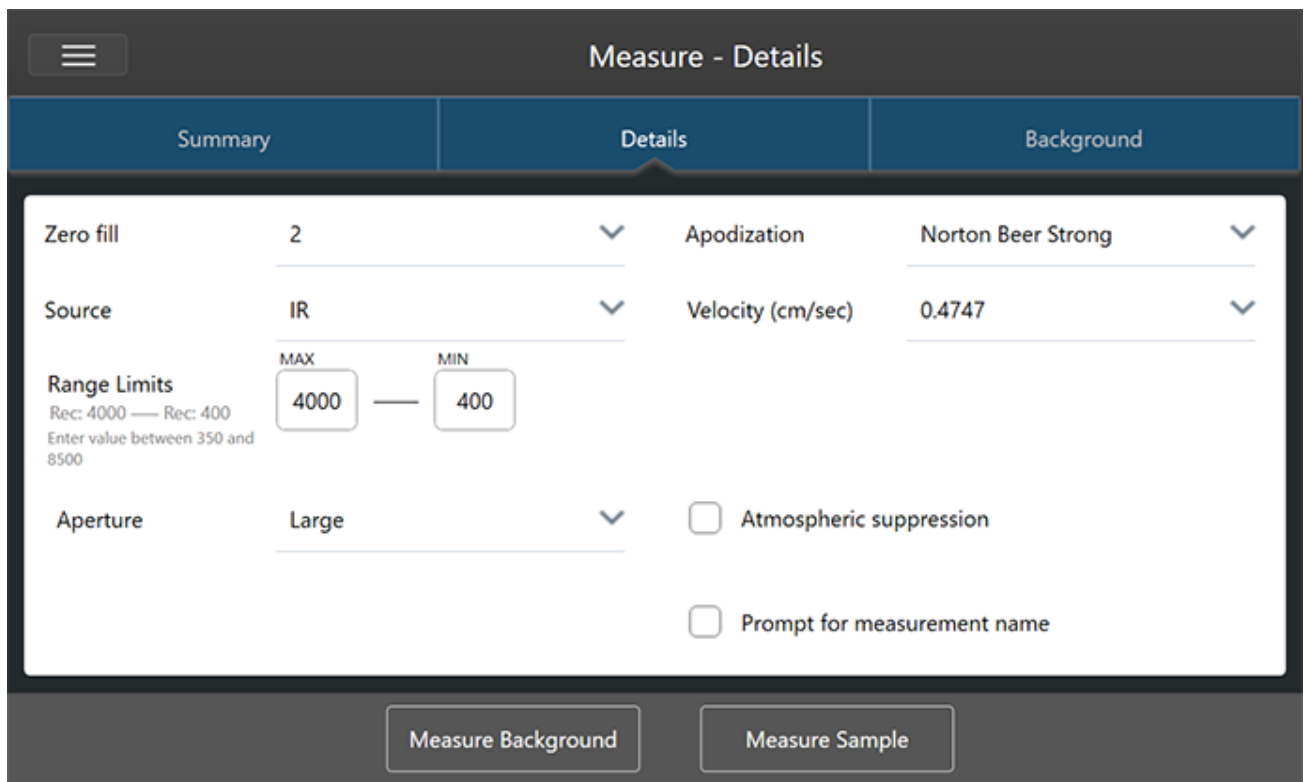 Measure - Details
Summary
Details
Background
Zero fill
2
Apodization
Norton Beer Strong
Source
IR
Velocity (cm/sec)
0.4747
Range Limits
Rec: 4000 — Rec: 400
Enter value between 350 and
8500
MAX
MIN
4000
400
Aperture
Large
Atmospheric suppression
Prompt for measurement name
Measure Background
Measure Sample